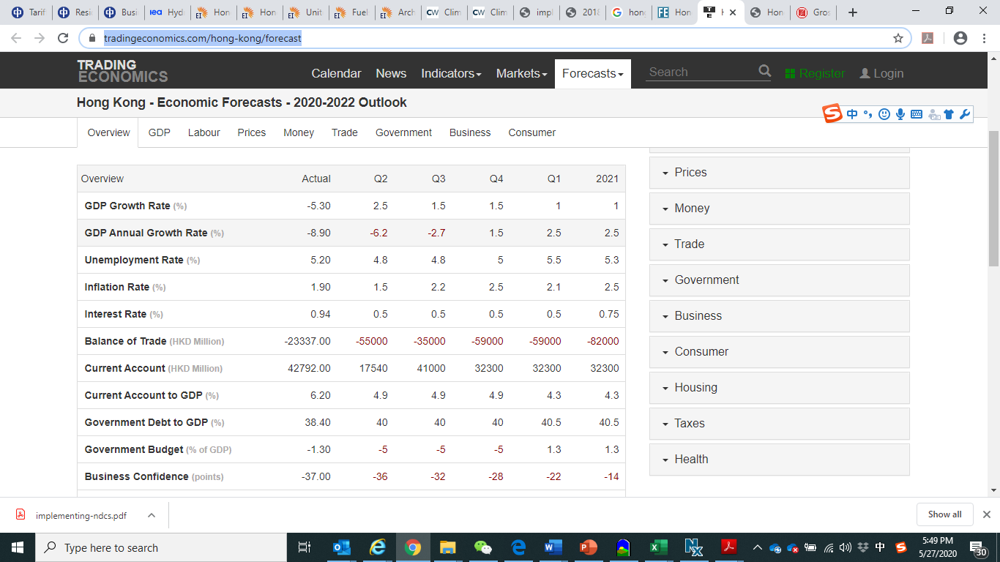 Tarif
Resi
Busi
iea Hyd
EI Hon
EI Hon
EI Unit
EI Fuel
EI Arch
CW Clim
CW Clim
impl
2018
G hong
FE Hon
Hon
Gros
tradingeconomics.com/hong-kong/forecast
TRADING
ECONOMICS
Calendar News Indicators Markets Forecasts Search Register Login
Hong Kong - Economic Forecasts - 2020-2022 Outlook
S 中
Overview GDP Labour Prices Money Trade Government Business Consumer
Overview Actual Q2 Q3 Q4 Q1 2021
GDP Growth Rate (%) -5.30 2.5 1.5 1.5 1 1
GDP Annual Growth Rate (%) -8.90 -6.2 -2.7 1.5 2.5 2.5
Unemployment Rate (%) 5.20 4.8 4.8 5 5.5 5.3
Inflation Rate (%) 1.90 1.5 2.2 2.5 2.1 2.5
Interest Rate (%) 0.94 0.5 0.5 0.5 0.5 0.75
Balance of Trade (HKD Million) -23337.00 -55000 -35000 -59000 -59000 -82000
Current Account (HKD Million) 42792.00 17540 41000 32300 32300 32300
Current Account to GDP (%) 6.20 4.9 4.9 4.9 4.3 4.3
Government Debt to GDP (%) 38.40 40 40 40 40.5 40.5
Government Budget (% of GDP) -1.30 -5 -5 -5 1.3 1.3
Business Confidence (points) -37.00 -36 -32 -28 -22 -14
Prices
Money
Trade
Government
Business
Consumer
Housing
Taxes
Health
implementing-ndcs.pdf
Show all
Type here to search
中
5:49 PM
5/27/2020
30